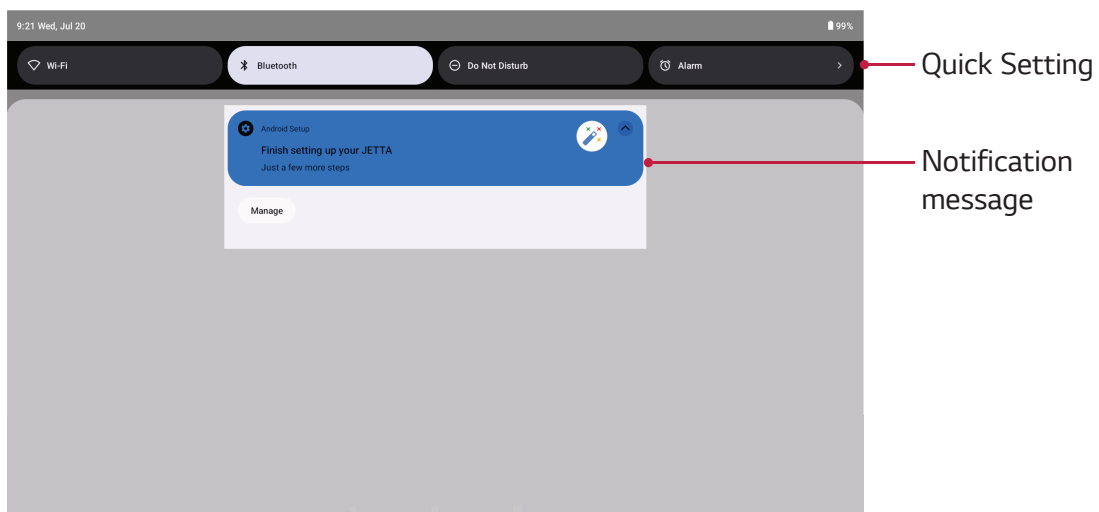 9:21 Wed, Jul 20
99%
Wi-Fi
Bluetooth
Do Not Disturb
Alarm
Quick Setting
Android Setup
Finish setting up your JETTA
Just a few more steps
Notification
message
Manage